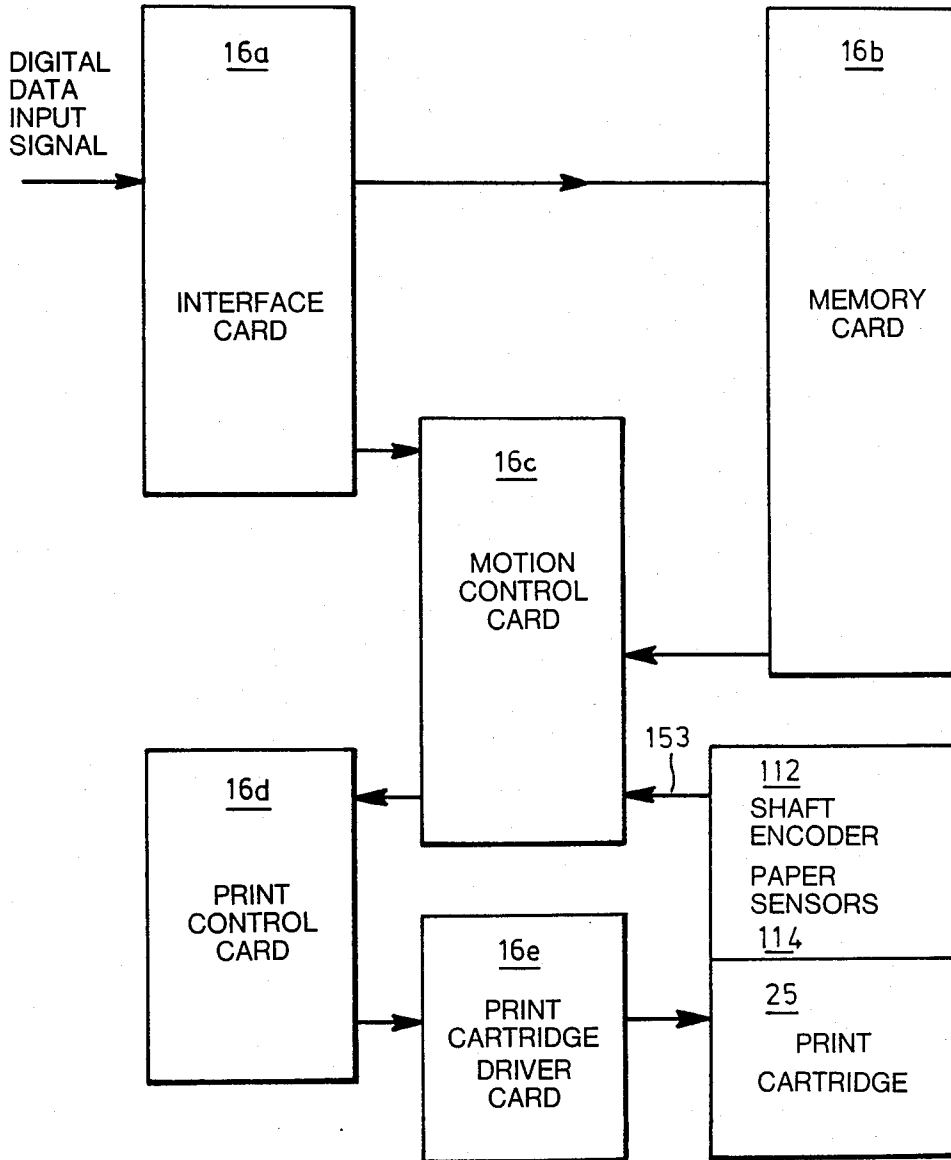 DIGITAL
DATA
INPUT
SIGNAL
16a
INTERFACE
CARD
16b
MEMORY
CARD
16c
MOTION
CONTROL
CARD
153
16d
PRINT
CONTROL
CARD
112
SHAFT
ENCODER
PAPER
SENSORS
114
16e
PRINT
CARTRIDGE
DRIVER
CARD
25
PRINT
CARTRIDGE